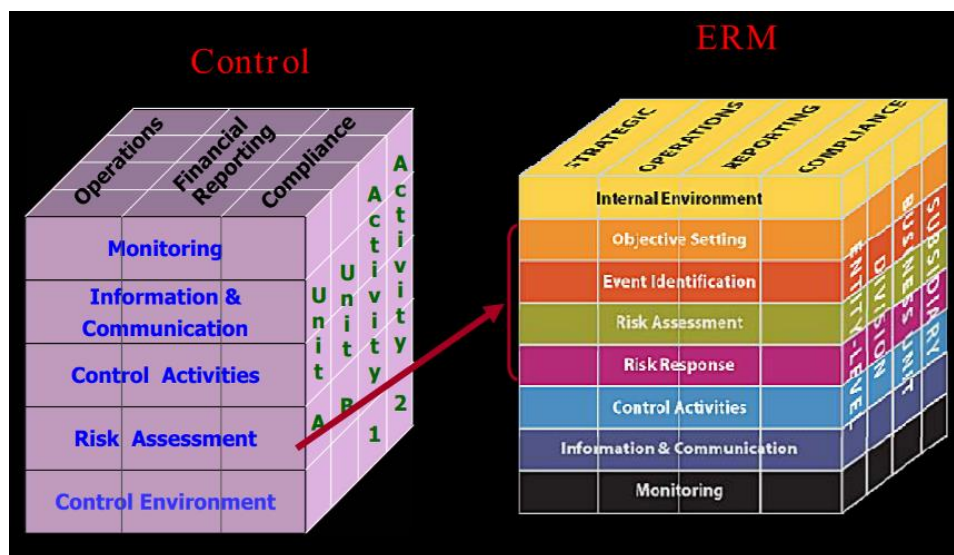 Control
ERM
Operations
Financial
Reporting
Compliance
Monitoring
Information &
Communication
Control Activities
Risk Assessment
Control Environment
Unit A
Unit B
Activity 1
Activity 2
STRATEGIC
OPERATIONS
REPORTING
COMPLIANCE
Internal Environment
Objective Setting
Event Identification
Risk Assessment
Risk Response
Control Activities
Information & Communication
Monitoring
ENTITY-LEVEL
DIVISION
BUSINESS UNIT
SUBSIDIARY